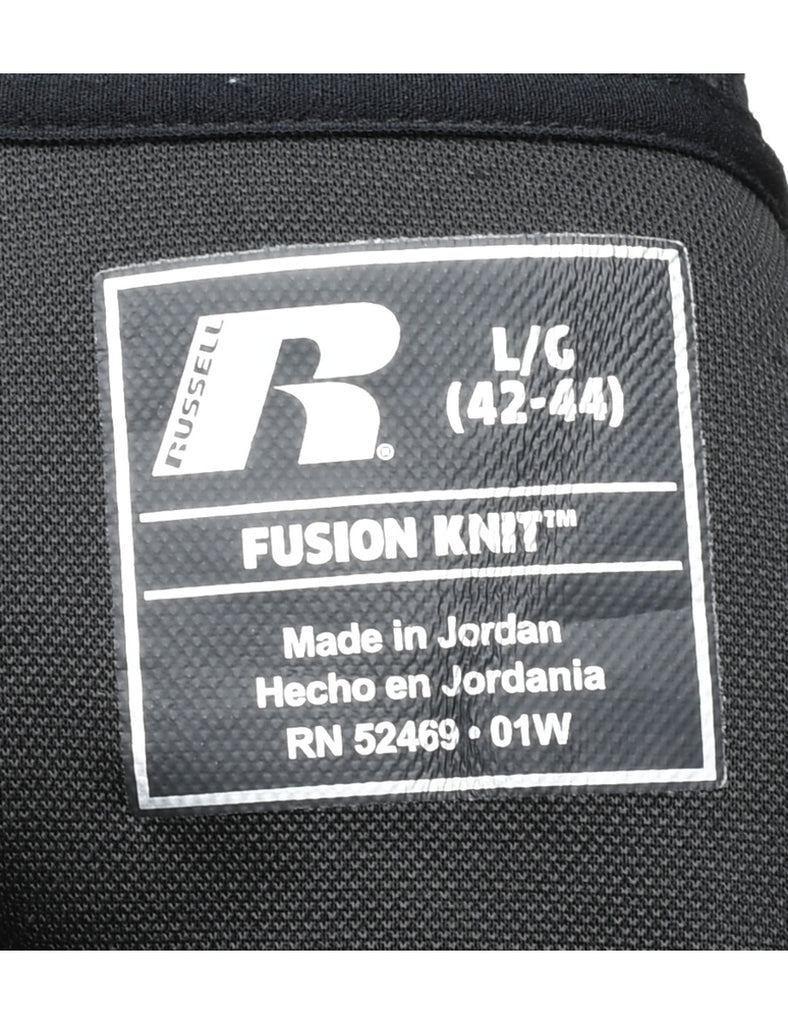 RUSSELL
R®
L/G
(42-44)
FUSION KNIT™
Made in Jordan
Hecho en Jordania
RN 52469 • 01W